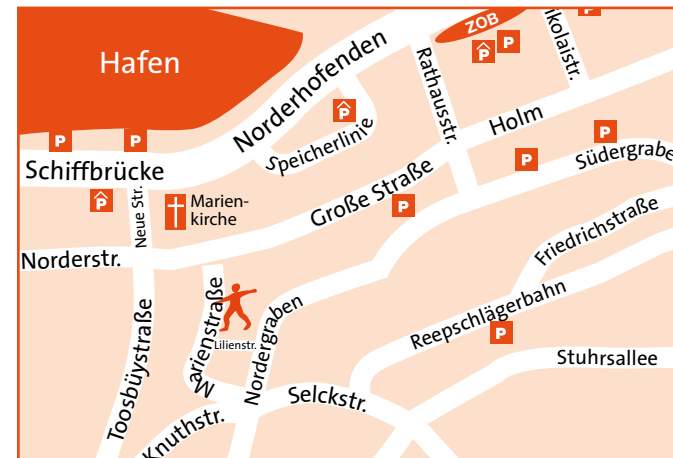 ZOB
P
P
ikolaistr.
Hafen
Norderhofenden
Rathausstr.
P
Holm
P
P
Speicherlinie
P
P
Südergrabe
Schiffbrücke
P
Neue Str.
Marien-
kirche
Große Straße
P
Friedrichstraße
Norderstr.
Marienstraße
Lilienstr.
Nordergraben
Reepschlägerbahn
P
Toosbüystraße
Stuhrsallee
Selckstr.
Knuthstr.